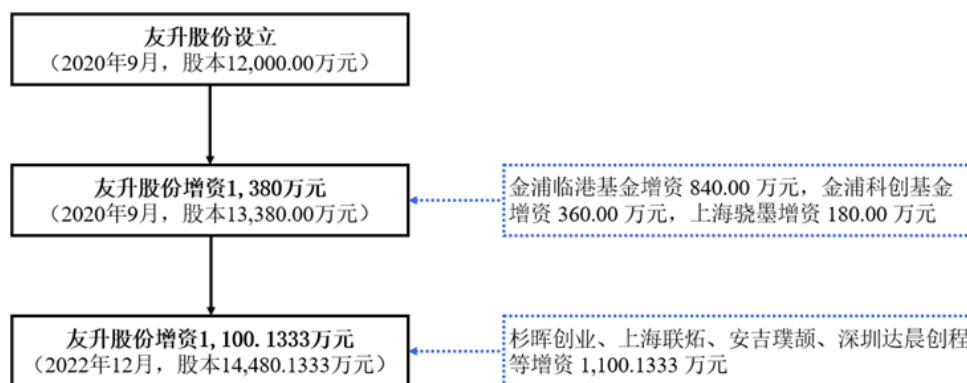 友升股份设立
（2020年9月，股本12,000.00万元）
友升股份增资1,380万元
（2020年9月，股本13,380.00万元）
金浦临港基金增资 840.00 万元，金浦科创基金
增资 360.00 万元，上海骁墨增资 180.00 万元
友升股份增资1,100.1333万元
（2022年12月，股本14,480.1333万元）
杉晖创业、上海联炻、安吉璞颉、深圳达晨创程
等增资 1,100.1333 万元